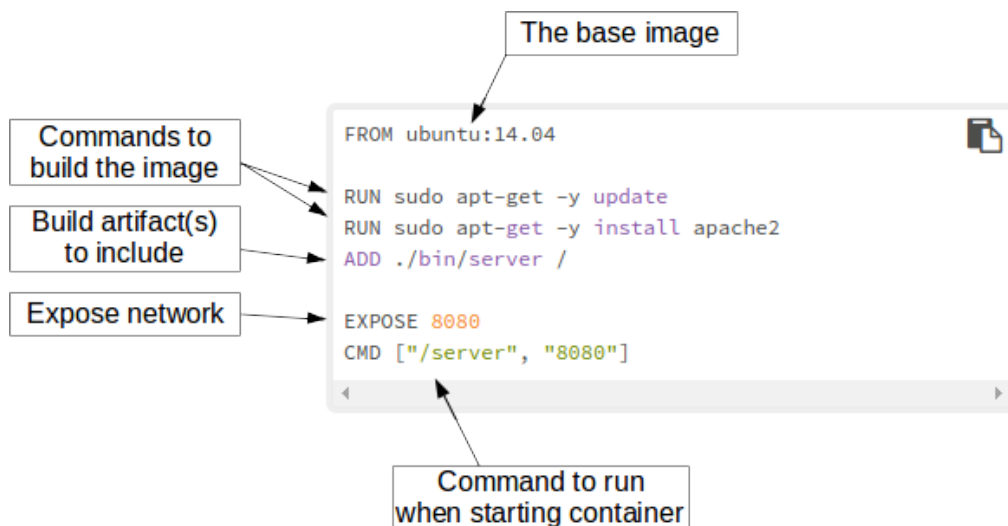 The base image
Commands to
build the image
Build artifact(s)
to include
Expose network
FROM ubuntu:14.04
RUN sudo apt-get -y update
RUN sudo apt-get -y install apache2
ADD ./bin/server /
EXPOSE 8080
CMD ["/server", "8080"]
Command to run
when starting container